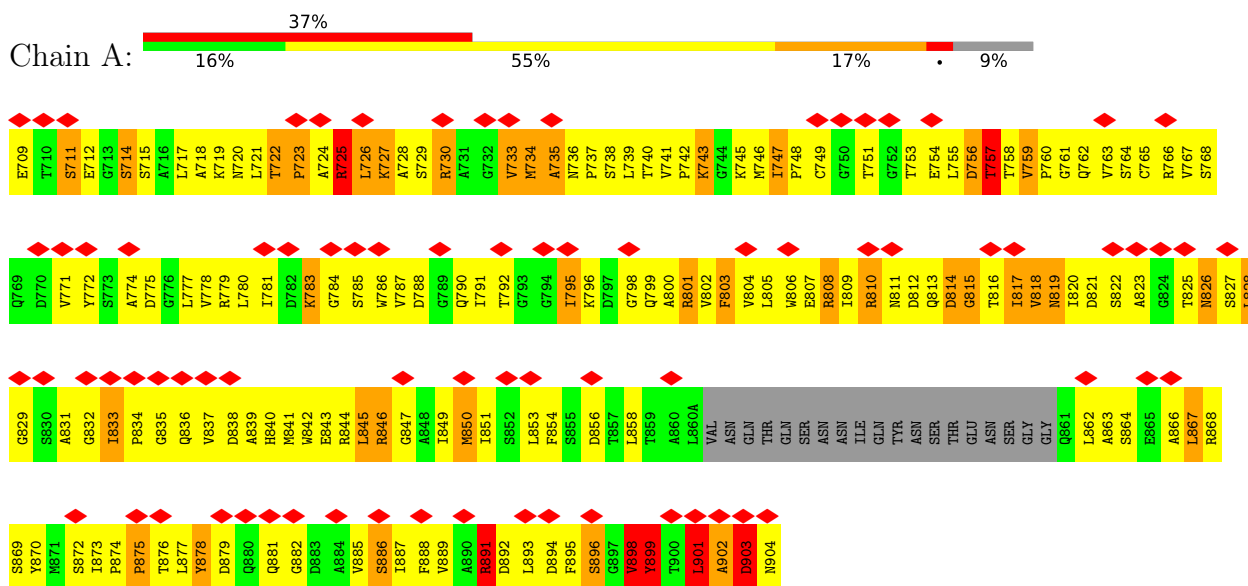 37%
Chain A:
16% 55% 17% • 9%
E709 T710 S711 E712 G713 S714 S715 A716 L717 A718 K719 N720 L721 T722 P723 A724 R725 L726 K727 A728 S729 R730 A731 G732 V733 M734 A735 N736 P737 S738 L739 T740 V741 P742 K743 G744 K745 M746 I747 P748 C749 G750 T751 G752 T753 E754 L755 D756 T757 T758 V759 P760 G761 Q762 V763 S764 C765 R766 V767 S768
Q769 D770 V771 Y772 S773 A774 D775 G776 L777 V778 R779 L780 I781 D782 K783 G784 S785 W786 V787 D788 G789 Q790 I791 T792 G793 G794 I795 K796 D797 G798 Q799 A800 R801 V802 F803 V804 L805 W806 E807 R808 I809 R810 N811 D812 Q813 D814 G815 T816 I817 V818 N819 I820 D821 S822 A823 G824 T825 N826 S827
G829 S830 A831 G832 I833 P834 G835 Q836 V837 D838 A839 H840 M841 W842 E843 R844 L845 R846 G847 A848 I849 M850 I851 S852 L853 F854 S855 D856 T857 L858 T859 A860 L860A VAL ASN GLN THR GLN SER ASN ASN ILE GLN TYR ASN SER THR GLU ASN SER GLY GLY Q861 L862 A863 S864 E865 A866 L867 R868
S869 Y870 M871 S872 I873 P874 P875 T876 L877 Y878 D879 Q880 Q881 G882 D883 A884 V885 S886 I887 F888 V889 A890 R891 D892 L893 D894 F895 S896 G897 V898 Y899 T900 L901 A902 D903 N904